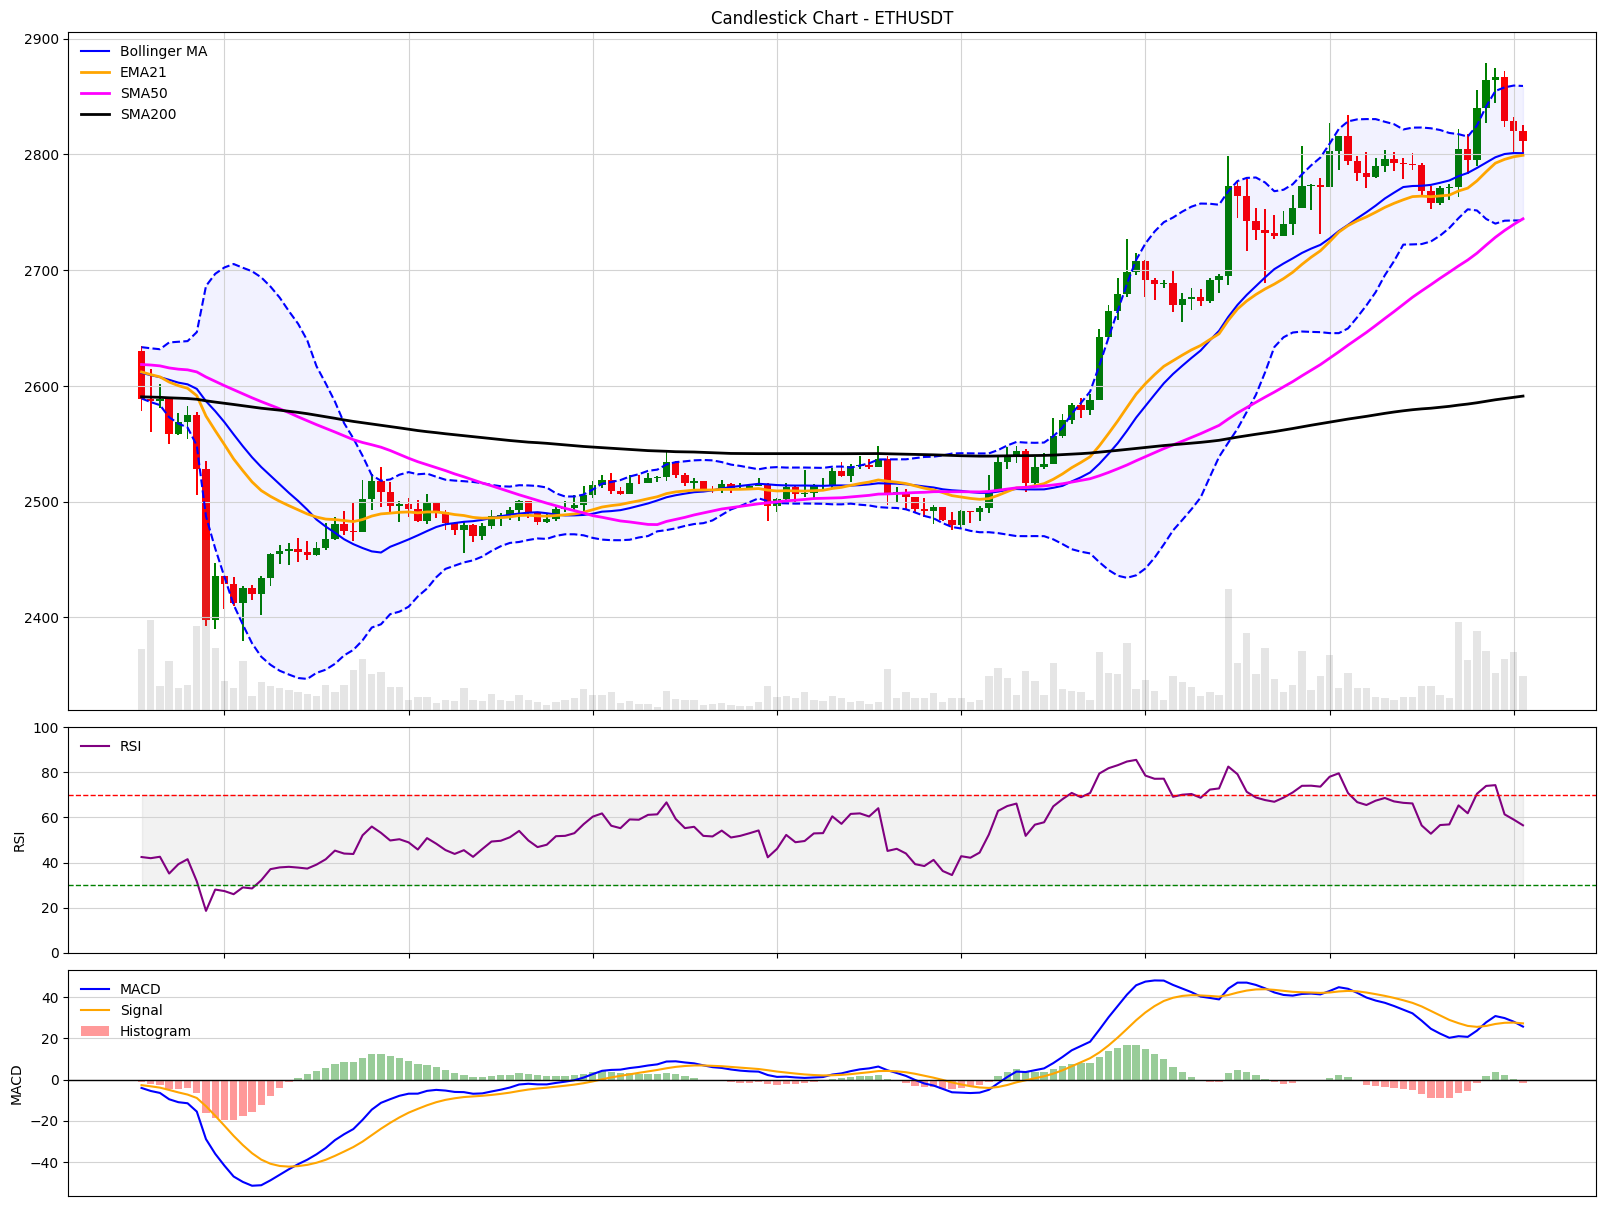 Candlestick Chart - ETHUSDT
2900
2800
2700
2600
2500
2400
Bollinger MA
EMA21
SMA50
SMA200
100
80
60
40
20
0
RSI
RSI
40
20
0
−20
−40
MACD
MACD
Signal
Histogram